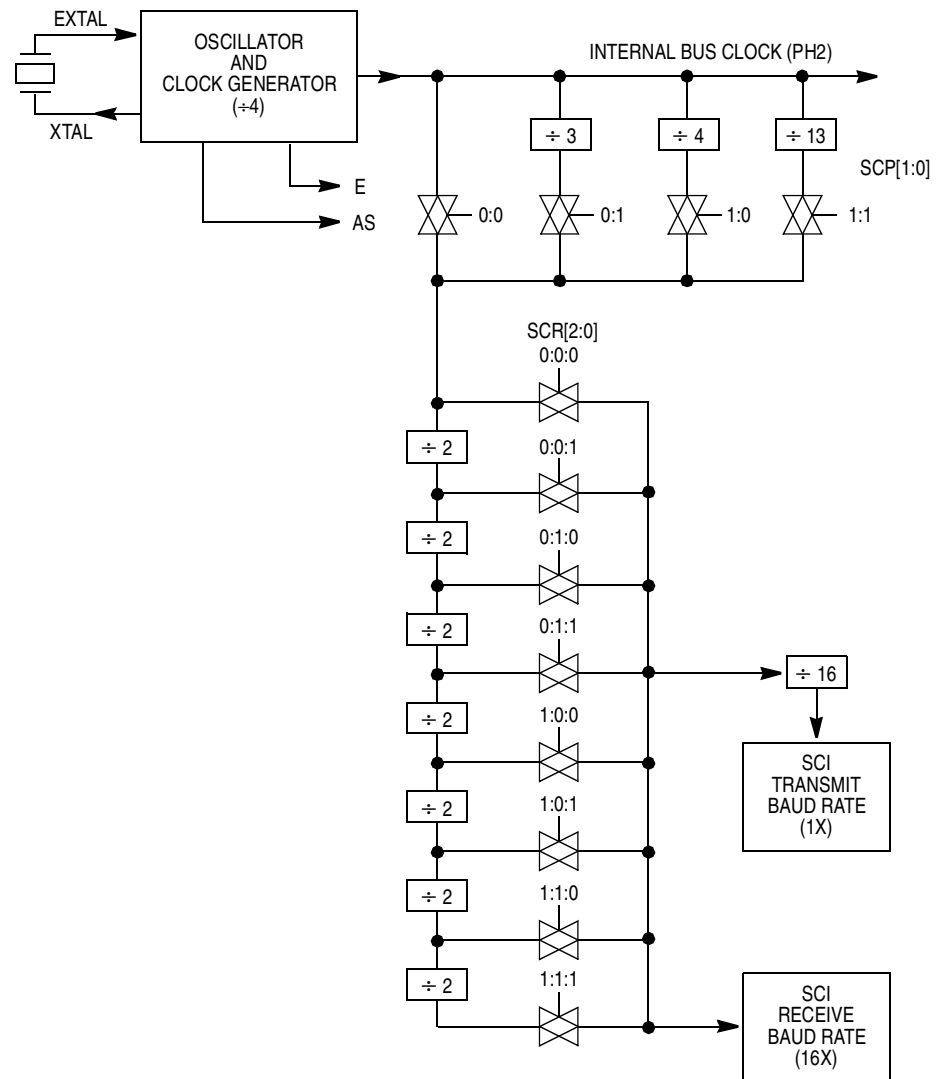 EXTAL
OSCILLATOR
AND
CLOCK GENERATOR
(÷4)
XTAL
E
AS
INTERNAL BUS CLOCK (PH2)
÷ 3
÷ 4
÷ 13
SCP[1:0]
0:0
0:1
1:0
1:1
SCR[2:0]
0:0:0
÷ 2
0:0:1
÷ 2
0:1:0
÷ 2
0:1:1
÷ 2
1:0:0
÷ 2
1:0:1
÷ 2
1:1:0
÷ 2
1:1:1
÷ 16
SCI
TRANSMIT
BAUD RATE
(1X)
SCI
RECEIVE
BAUD RATE
(16X)